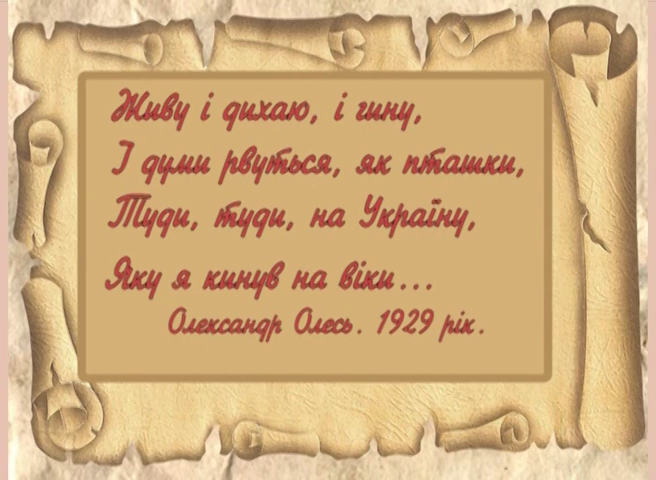 Живу і дихаю, і гину,
І думи рвуться, як пташки,
Туди, туди, на Україну,
Яку я кинув на віки...
Олександр Олесь. 1929 рік.